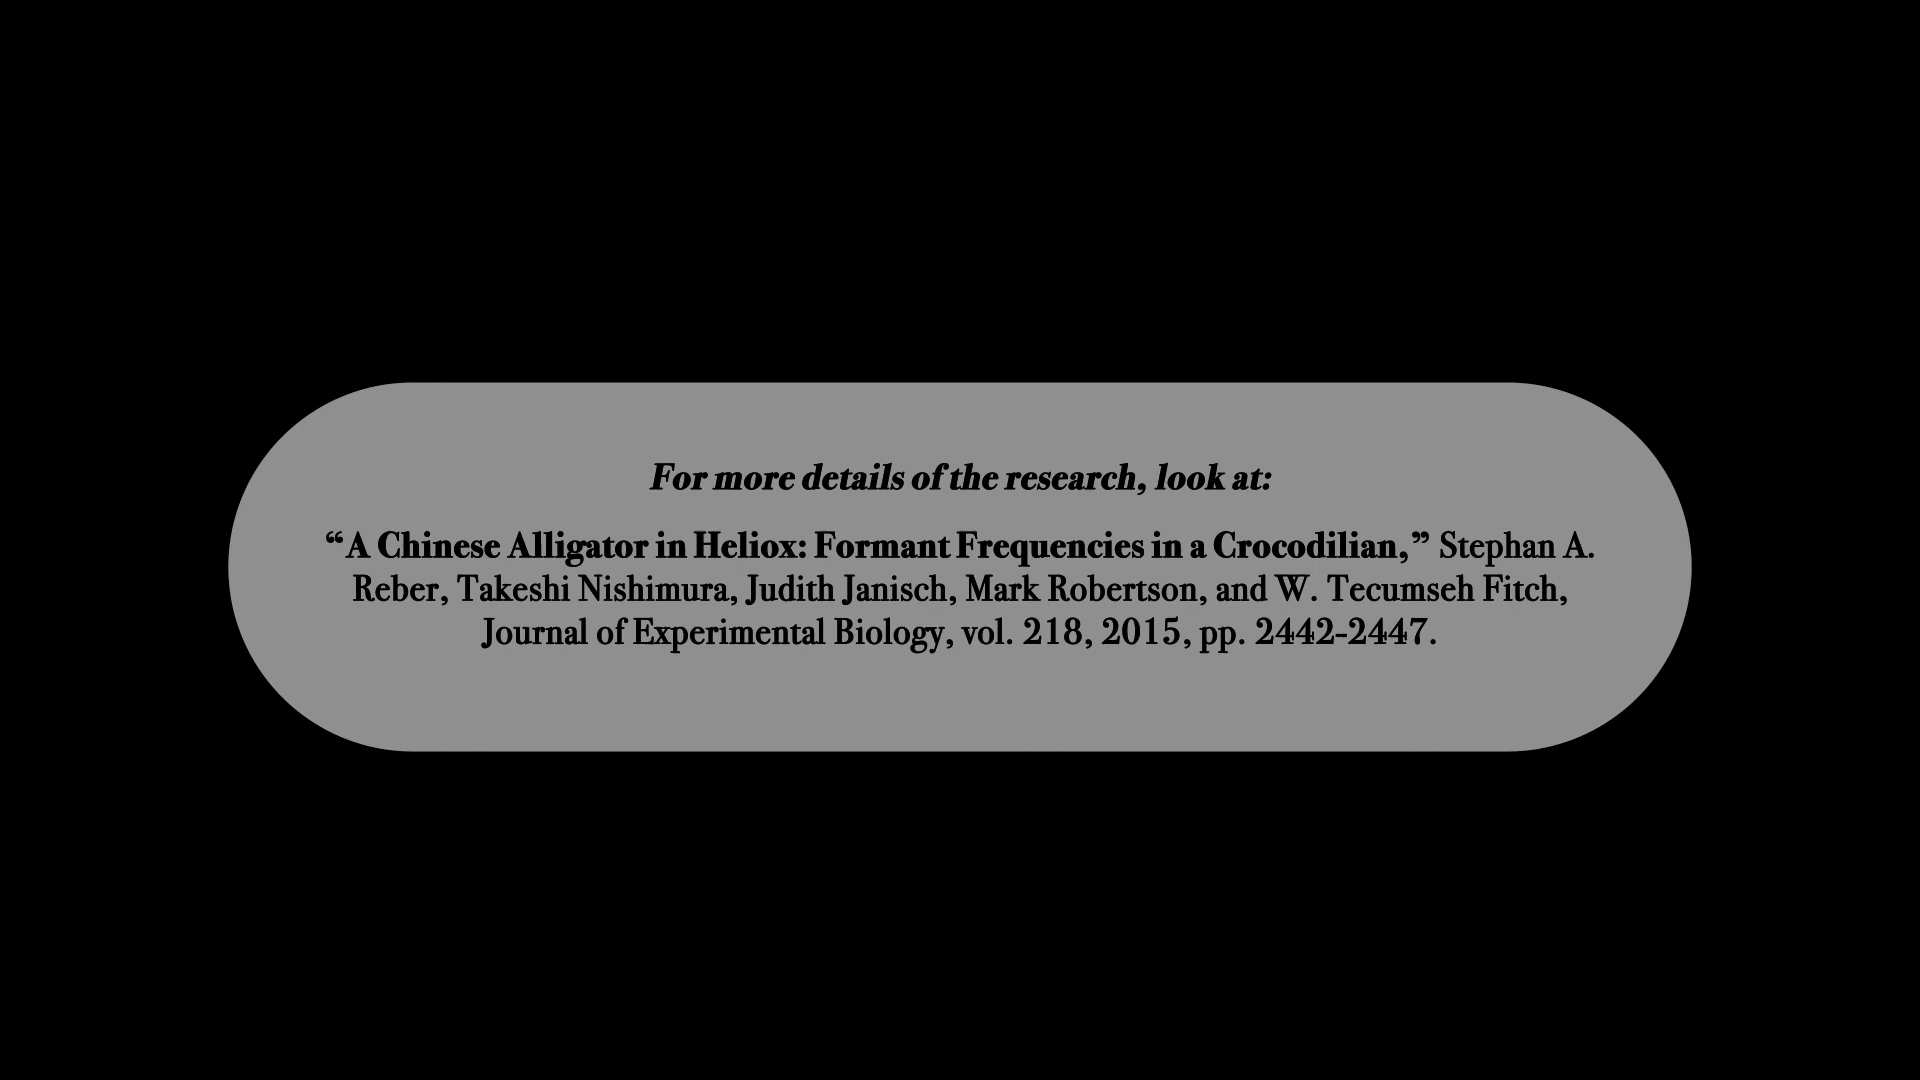 For more details of the research, look at:
“A Chinese Alligator in Heliox: Formant Frequencies in a Crocodilian,” Stephan A.
Reber, Takeshi Nishimura, Judith Janisch, Mark Robertson, and W. Tecumseh Fitch,
Journal of Experimental Biology, vol. 218, 2015, pp. 2442-2447.